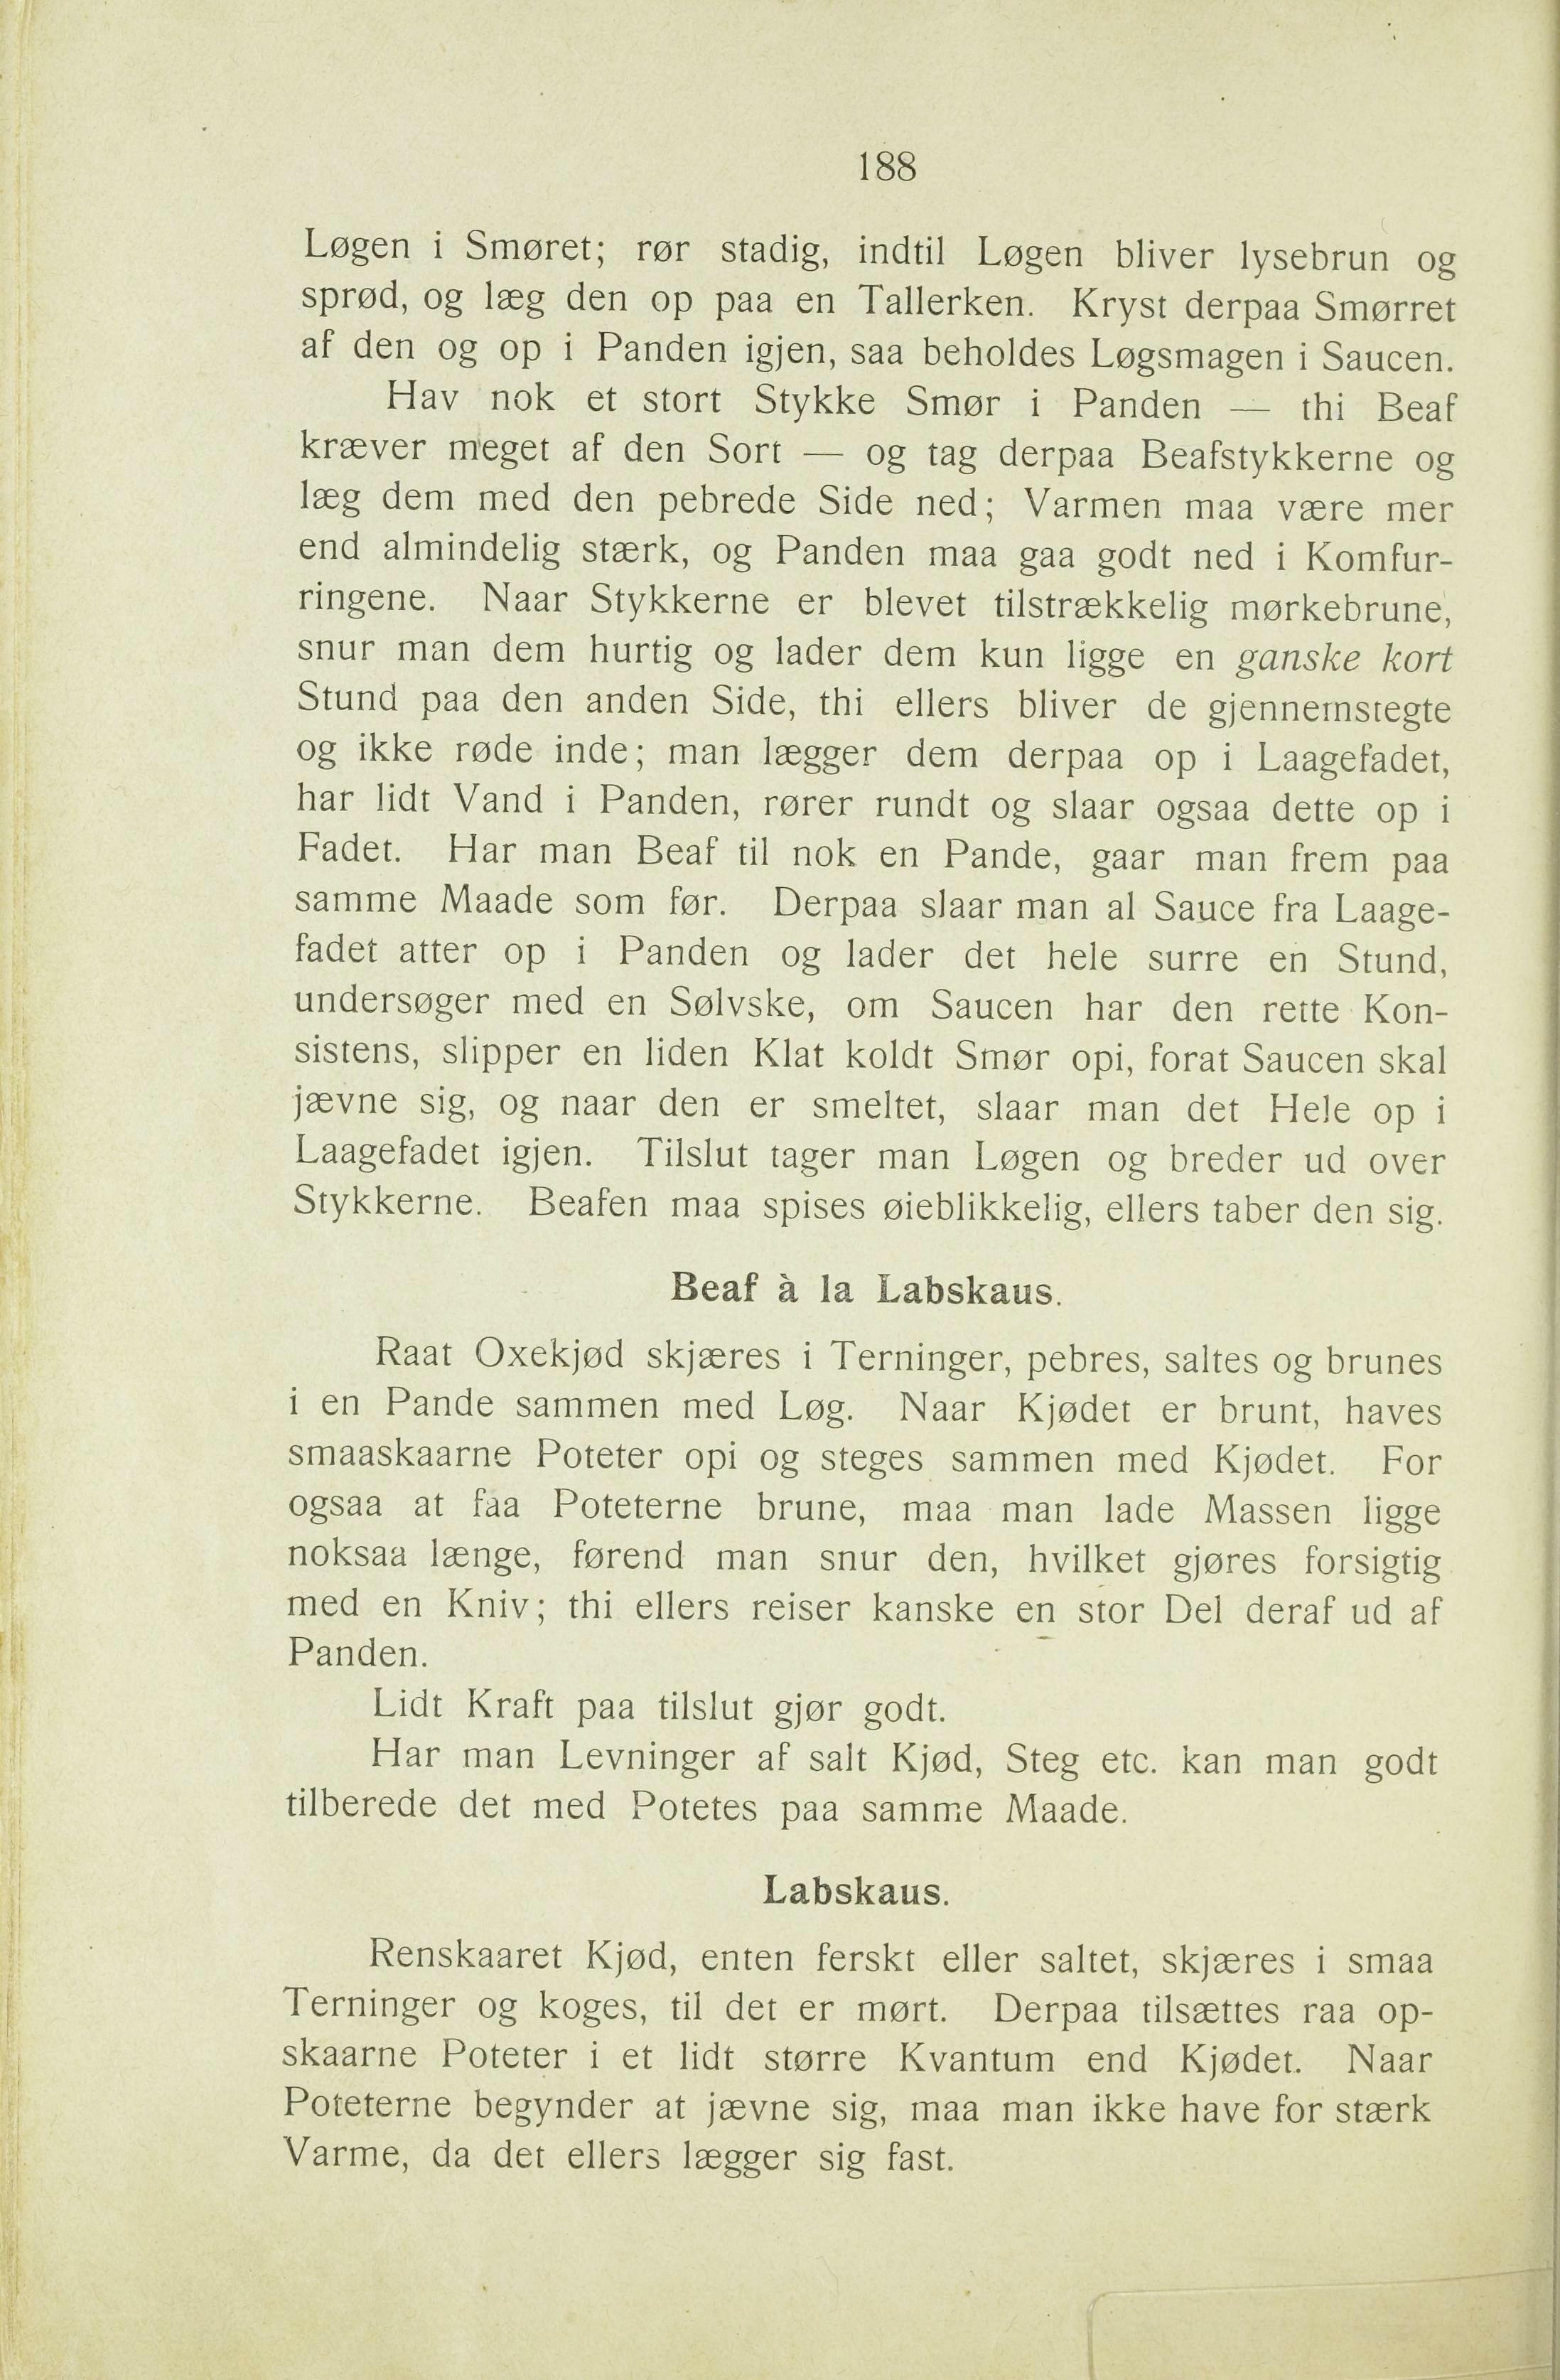 188
Løgen i Smøret; rør stadig, indtil Løgen bliver lysebrun og
sprød, og læg den op paa en Tallerken. Kryst derpaa Smørret
af den og op i Panden igjen, saa beholdes Løgsmagen i Saucen.
Hav nok et stort Stykke Smør i Panden — thi Beaf
kræver meget af den Sort — og tag derpaa Beafstykkerne og
læg dem med den pebrede Side ned; Varmen maa være mer
end almindelig stærk, og Panden maa gaa godt ned i Komfur-
ringene. Naar Stykkerne er blevet tilstrækkelig mørkebrune,
snur man dem hurtig og lader dem kun ligge en ganske kort
Stund paa den anden Side, thi ellers bliver de gjennemstegte
og ikke røde inde; man lægger dem derpaa op i Laagefadet,
har lidt Vand i Panden, rører rundt og slaar ogsaa dette op i
Fadet. Har man Beaf til nok en Pande, gaar man frem paa
samme Maade som før. Derpaa slaar man al Sauce fra Laage-
fadet atter op i Panden og lader det hele surre en Stund,
undersøger med en Sølvske, om Saucen har den rette Kon-
sistens, slipper en liden Klat koldt Smør opi, forat Saucen skal
jævne sig, og naar den er smeltet, slaar man det Hele op i
Laagefadet igjen. Tilslut tager man Løgen og breder ud over
Stykkerne. Beafen maa spises øieblikkelig, ellers taber den sig.
Beaf à la Labskaus.
Raat Oxekjød skjæres i Terninger, pebres, saltes og brunes
i en Pande sammen med Løg. Naar Kjødet er brunt, haves
smaaskaarne Poteter opi og steges sammen med Kjødet. For
ogsaa at faa Poteterne brune, maa man lade Massen ligge
noksaa længe, førend man snur den, hvilket gjøres forsigtig
med en Kniv; thi ellers reiser kanske en stor Del deraf ud af
Panden.
Lidt Kraft paa tilslut gjør godt.
Har man Levninger af salt Kjød, Steg etc. kan man godt
tilberede det med Potetes paa samme Maade.
Labskaus.
Renskaaret Kjød, enten ferskt eller saltet, skjæres i smaa
Terninger og koges, til det er mørt. Derpaa tilsættes raa op-
skaarne Poteter i et lidt større Kvantum end Kjødet. Naar
Poteterne begynder at jævne sig, maa man ikke have for stærk
Varme, da det ellers lægger sig fast.